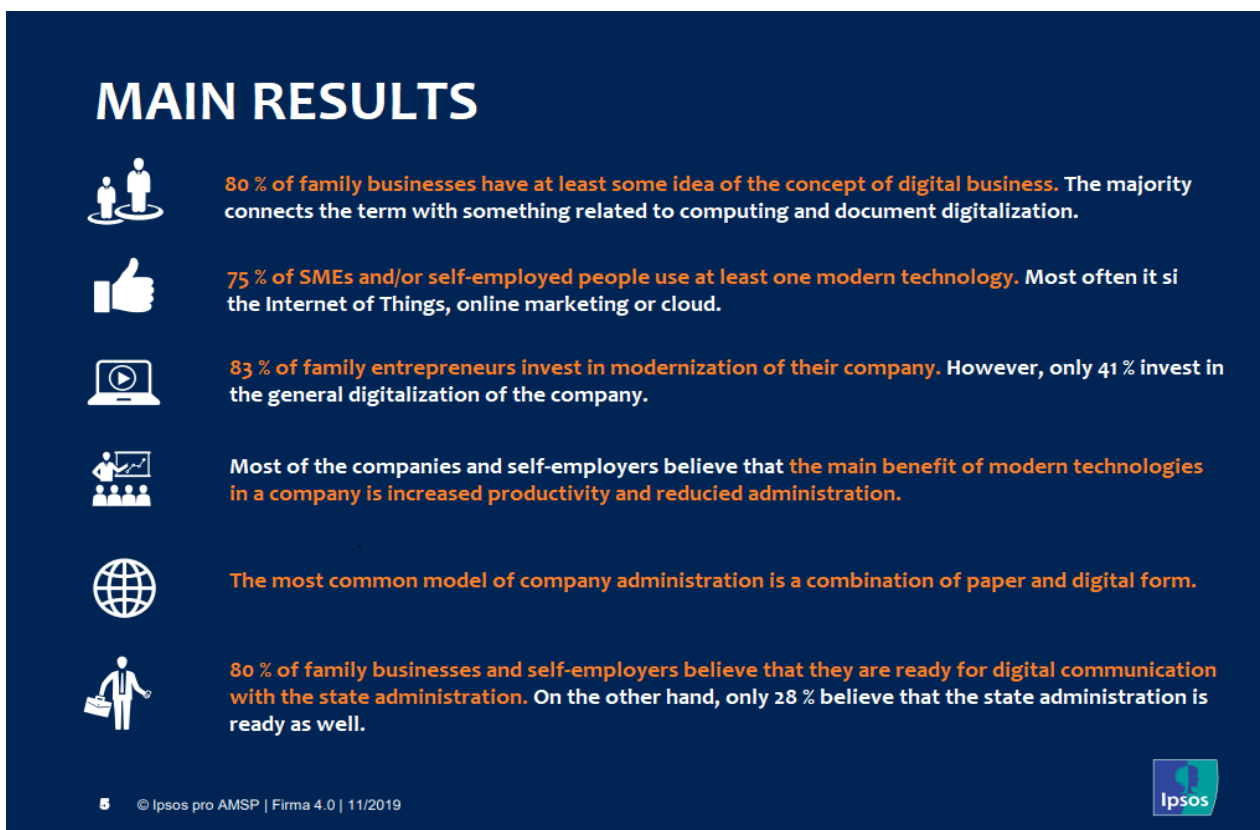 MAIN RESULTS
80 % of family businesses have at least some idea of the concept of digital business. The majority
connects the term with something related to computing and document digitalization.
75 % of SMEs and/or self-employed people use at least one modern technology. Most often it si
the Internet of Things, online marketing or cloud.
83 % of family entrepreneurs invest in modernization of their company. However, only 41 % invest in
the general digitalization of the company.
Most of the companies and self-employers believe that the main benefit of modern technologies
in a company is increased productivity and reducied administration.
The most common model of company administration is a combination of paper and digital form.
80 % of family businesses and self-employers believe that they are ready for digital communication
with the state administration. On the other hand, only 28 % believe that the state administration is
ready as well.
5 © Ipsos pro AMSP | Firma 4.0 | 11/2019
Ipsos